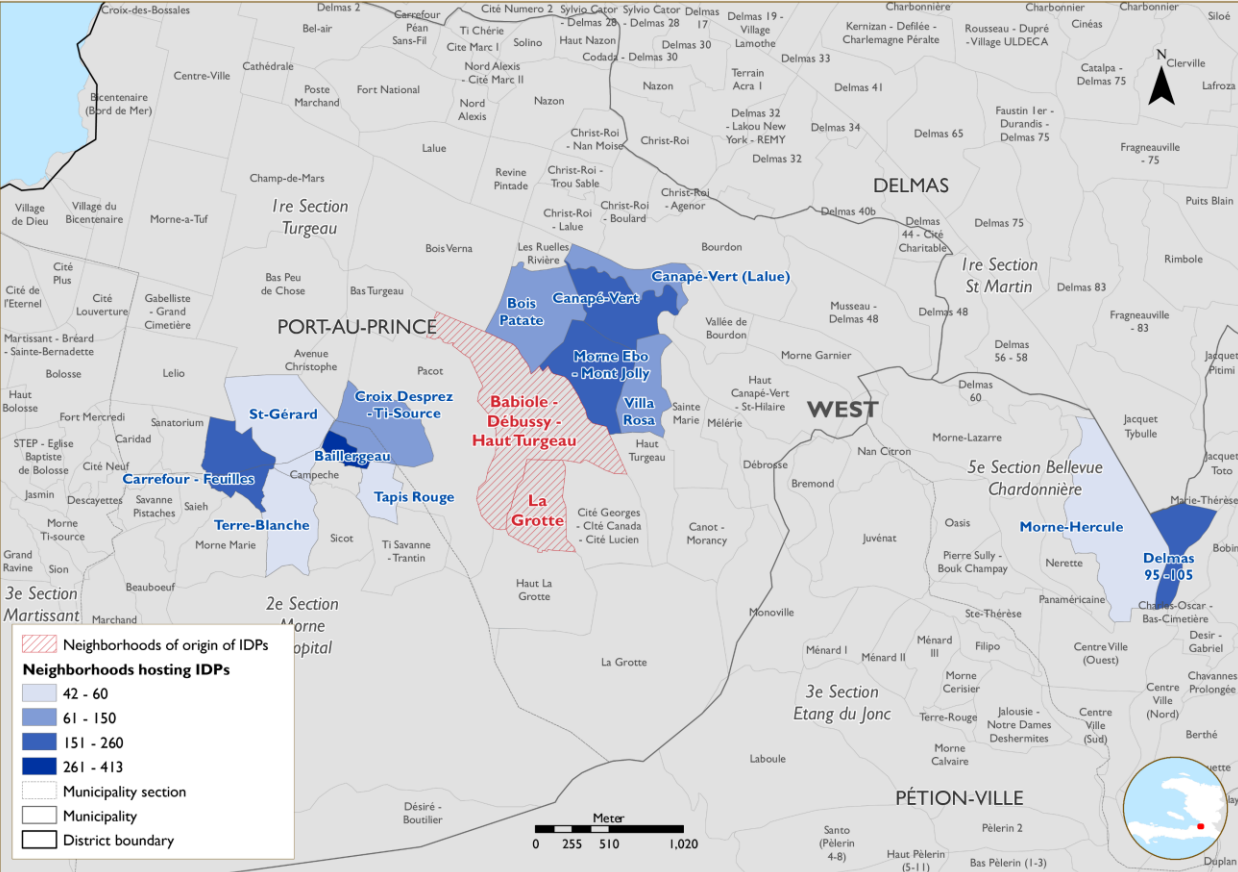 Croix-des-Bossales
Delmas 2
Cité Numero 2
Sylvio Cator
- Delmas 28
Sylvio Cator
- Delmas 28
Delmas
17
Charbonnière
Charbonnier
Charbonnier
Siloé
Bel-air
Carrefour
Péan
Sans-Fil
Ti Chérie
Cite Marc I
Solino
Haut Nazon
Codada - Delmas 30
Delmas 30
Delmas 19 -
Village
Lamothe
Kernizan - Defilée -
Charlemagne Péralte
Rousseau - Dupré
-Village ULDECA
Cinéas
N
Clerville
Cathédrale
Centre-Ville
Nord Alexis
- Cité Marc II
Delmas 33
Catalpa -
Delmas 75
Lafroza
Bicentenaire
(Bord de Mer)
Poste
Marchand
Fort National
Nord
Alexis
Nazon
Nazon
Terrain
Acra 1
Delmas 41
Delmas 32
- Lakou New
York - REMY
Delmas 34
Delmas 65
Faustin 1er -
Durandis -
Delmas 75
Lalue
Christ-Roi
- Nan Moise
Christ-Roi
Delmas 32
Fragneauville
- 75
Champ-de-Mars
Revine
Pintade
Christ-Roi -
Trou Sable
DELMAS
Christ-Roi
- Agenor
Puits Blain
Village
de Dieu
Village du
Bicentenaire
Morne-a-Tuf
1re Section
Turgeau
Christ-Roi
- Lalue
Christ-Roi
- Boulard
Delmas 40b
Delmas
44 - Cité
Charitable
Delmas 75
Bois Verna
Les Ruelles
Rivière
Bourdon
Rimbole
Cité
Plus
Bas Peu
de Chose
Bas Turgeau
Canapé-Vert (Lalue)
1re Section
St Martin
Delmas 83
Cité de
l'Eternel
Cité
Louverture
Gabelliste
- Grand
Cimetière
Bois
Patate
Canapé-Vert
Musseau -
Delmas 48
Delmas 48
Fragneauville
- 83
PORT-AU-PRINCE
Vallée de
Bourdon
Martissant - Bréard
- Sainte-Bernadette
Avenue
Christophe
Morne Ebo
- Mont Jolly
Morne Garnier
Delmas
56 - 58
Jacquet
Pitimi
Bolosse
Lelio
Pacot
Haut
Canapé-Vert
- St-Hilaire
Delmas
60
Haut
Bolosse
Croix Desprez
-Ti-Source
Babiole -
Débussy -
Haut Turgeau
Villa
Rosa
Sainte
Marie
Mélérie
WEST
Fort Mercredi
Sanatorium
St-Gérard
Jacquet
Tybulle
STEP - Eglise
Baptiste
de Bolosse
Caridad
Baillergeau
Haut
Turgeau
Morne-Lazarre
Nan Citron
Cité Neuf
Carrefour - Feuilles
Campeche
Débrosse
Bremond
5e Section Bellevue
Chardonnière
Jacquet
Toto
Jasmin
Descayettes
Savanne
Pistaches
Saieh
Tapis Rouge
La
Grotte
Marie-Thérèse
Morne
Ti-source
Terre-Blanche
Cité Georges
- CIté Canada
- Cité Lucien
Canot -
Morancy
Oasis
Morne-Hercule
Morne Marie
Sicot
Ti Savanne
- Trantin
Juvénat
Bobin
Grand
Ravine
Sion
Pierre Sully -
Bouk Champay
Nerette
Delmas
95 -105
3e Section
Martissant
Beauboeuf
Haut La
Grotte
Panaméricaine
Marchand
2e Section
Morne
opital
Monoville
Ste-Thérèse
Charles-Oscar -
Bas-Cimetière
Desir -
Gabriel
La Grotte
Ménard I
Ménard II
Ménard
III
Filipo
Centre Ville
(Ouest)
Neighborhoods of origin of IDPs
Neighborhoods hosting IDPs
42 - 60
61 - 150
151 - 260
261 - 413
Municipality section
Municipality
District boundary
3e Section
Etang du Jonc
Morne
Cerisier
Chavannes
Prolongée
Centre
Ville
(Nord)
Terre-Rouge
Jalousie -
Notre Dames
Deshermites
Centre
Ville
(Sud)
Berthé
Laboule
Morne
Calvaire
Désiré -
Boutilier
PÉTION-VILLE
Meter
0 255 510 1,020
Santo
(Pèlerin
4-8)
Pèlerin 2
Haut Pèlerin
(5-11)
Bas Pèlerin (1-3)
Duplan